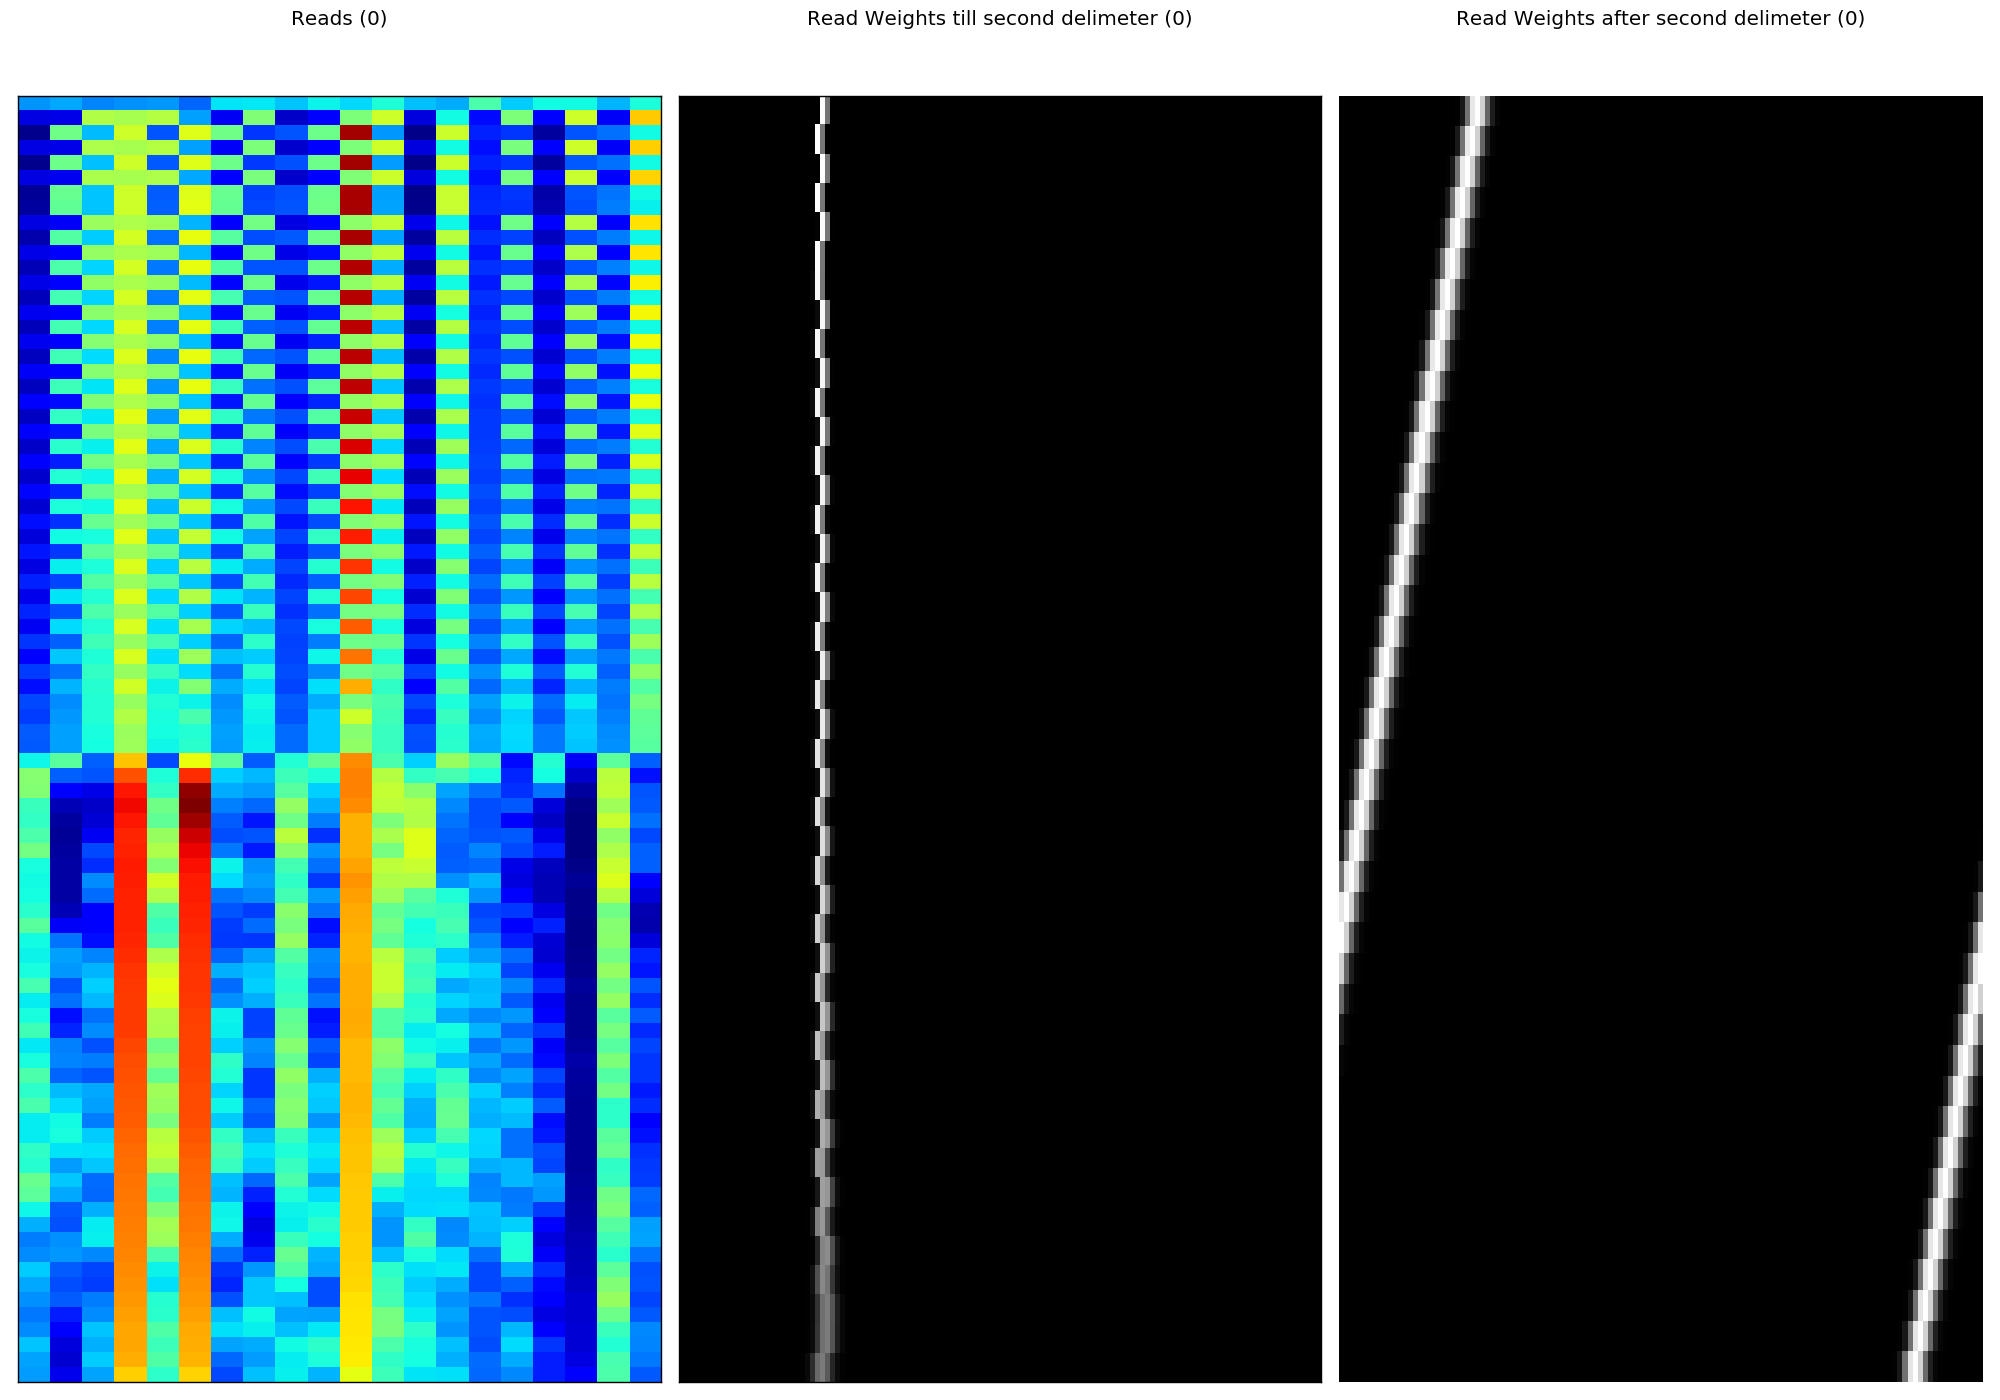 Reads (0)
Read Weights till second delimeter (0)
Read Weights after second delimeter (0)